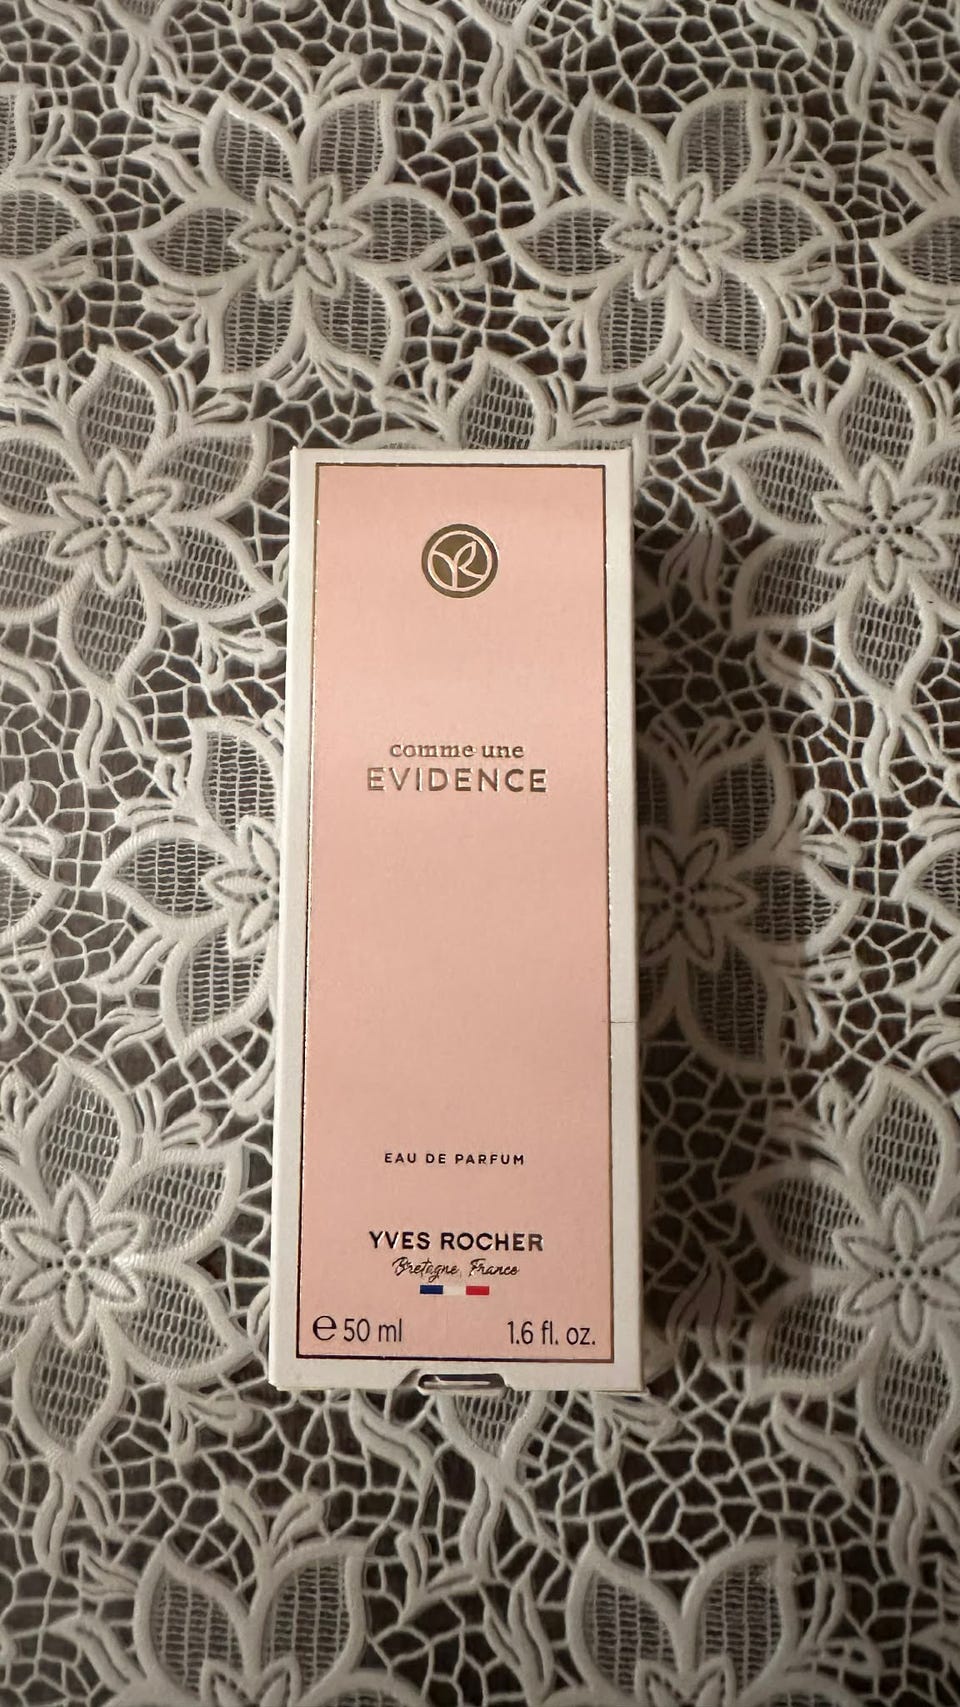 comme une
EVIDENCE
EAU DE PARFUM
YVES ROCHER
Bretagne, France
℮ 50 ml 1.6 fl. oz.